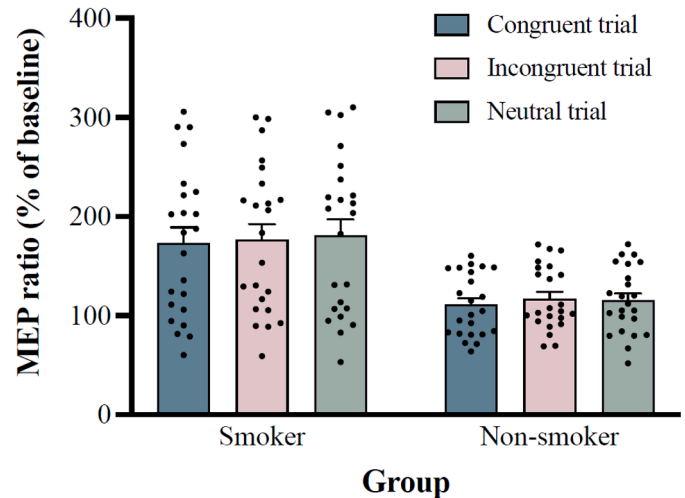 400
300
200
100
0
MEP ratio (% of baseline)
Congruent trial
Incongruent trial
Neutral trial
Smoker
Non-smoker
Group